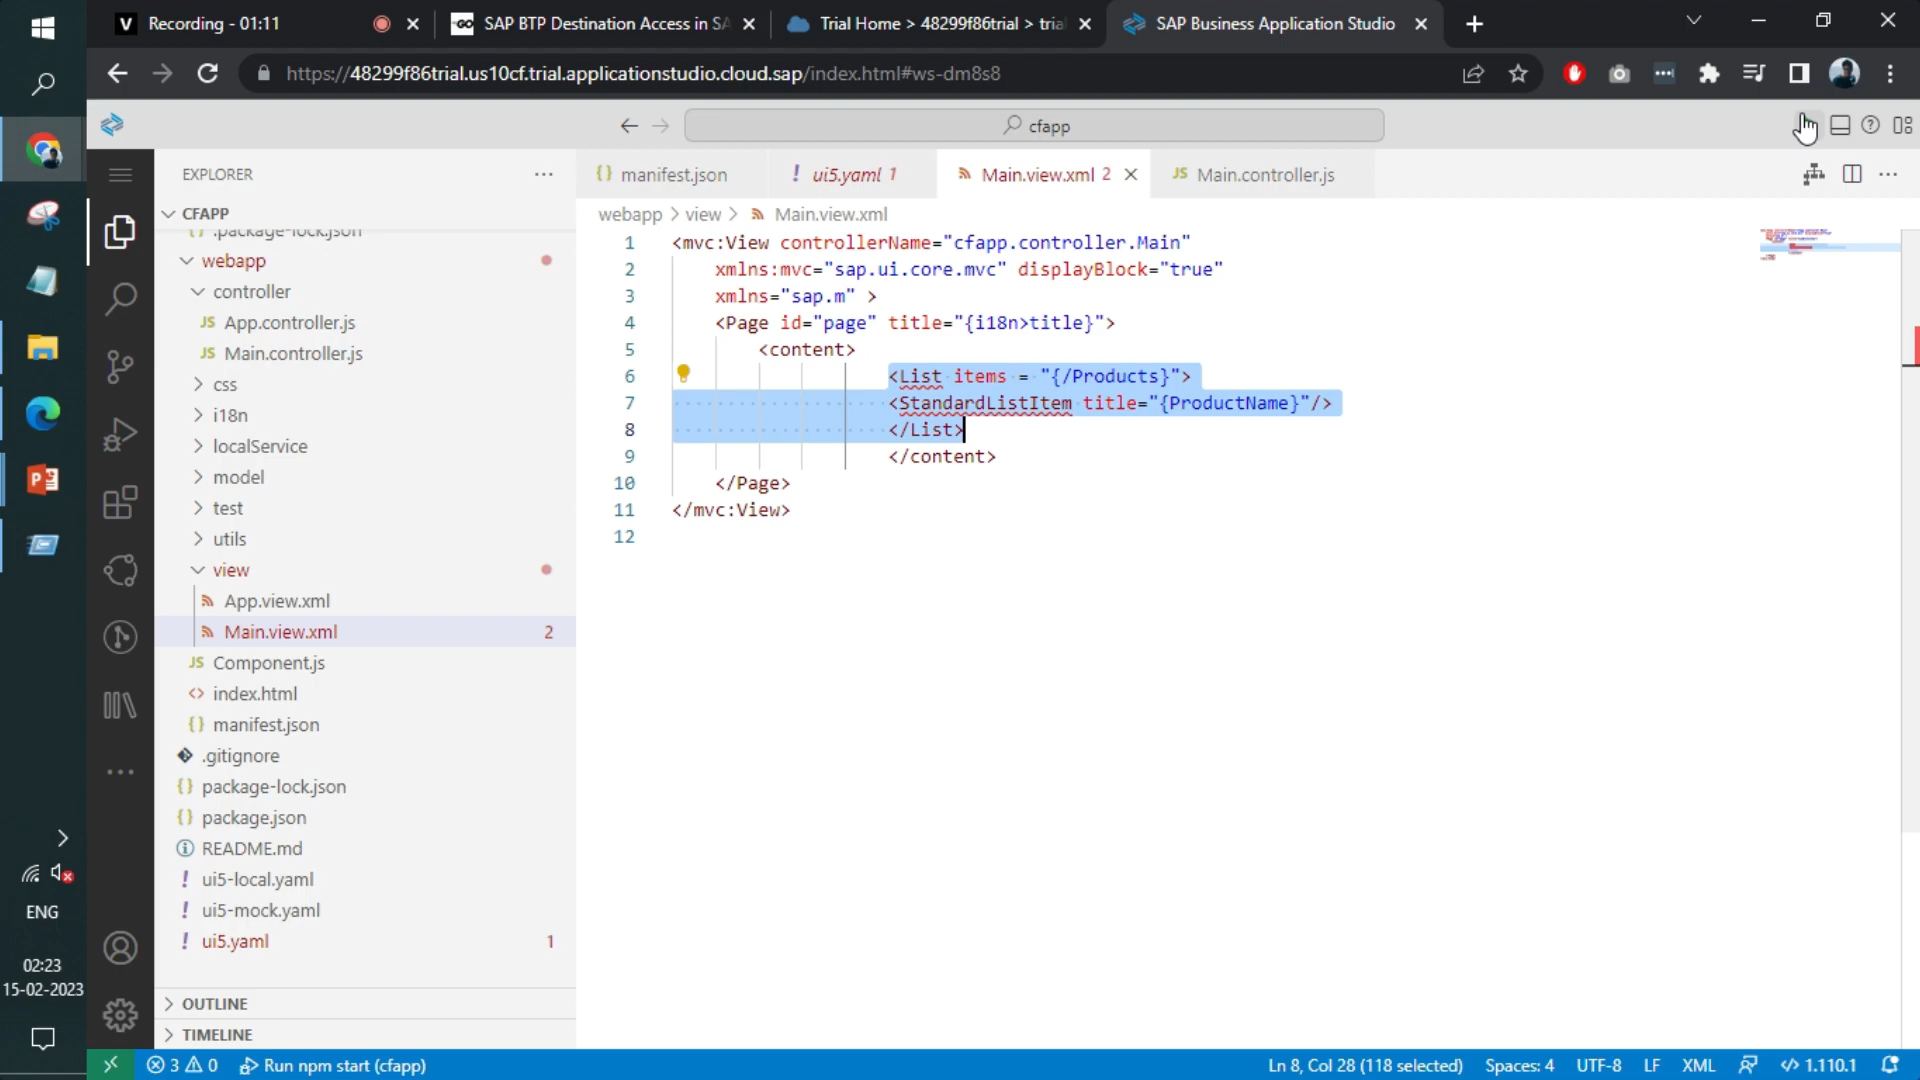 Recording - 01:11
SAP BTP Destination Access in SA
Trial Home > 48299f86trial > trial
SAP Business Application Studio
https://48299f86trial.us10cf.trial.applicationstudio.cloud.sap/index.html#ws-dm8s8
cfapp
EXPLORER
manifest.json
ui5.yaml 1
Main.view.xml 2
JS Main.controller.js
CFAPP
webapp > view > Main.view.xml
.package-lock.json
webapp
controller
JS App.controller.js
JS Main.controller.js
css
i18n
localService
model
test
utils
view
App.view.xml
Main.view.xml 2
JS Component.js
<> index.html
{} manifest.json
.gitignore
{} package-lock.json
{} package.json
README.md
! ui5-local.yaml
! ui5-mock.yaml
! ui5.yaml 1
OUTLINE
TIMELINE
1 <mvc:View controllerName="cfapp.controller.Main"
2 xmlns:mvc="sap.ui.core.mvc" displayBlock="true"
3 xmlns="sap.m" >
4 <Page id="page" title="{i18n>title}">
5 <content>
6 <List items = "{/Products}">
7 <StandardListItem title="{ProductName}"/>
8 </List>
9 </content>
10 </Page>
11 </mvc:View>
12
ENG
02:23
15-02-2023
3 0 Run npm start (cfapp)
Ln 8, Col 28 (118 selected) Spaces: 4 UTF-8 LF XML 1.110.1